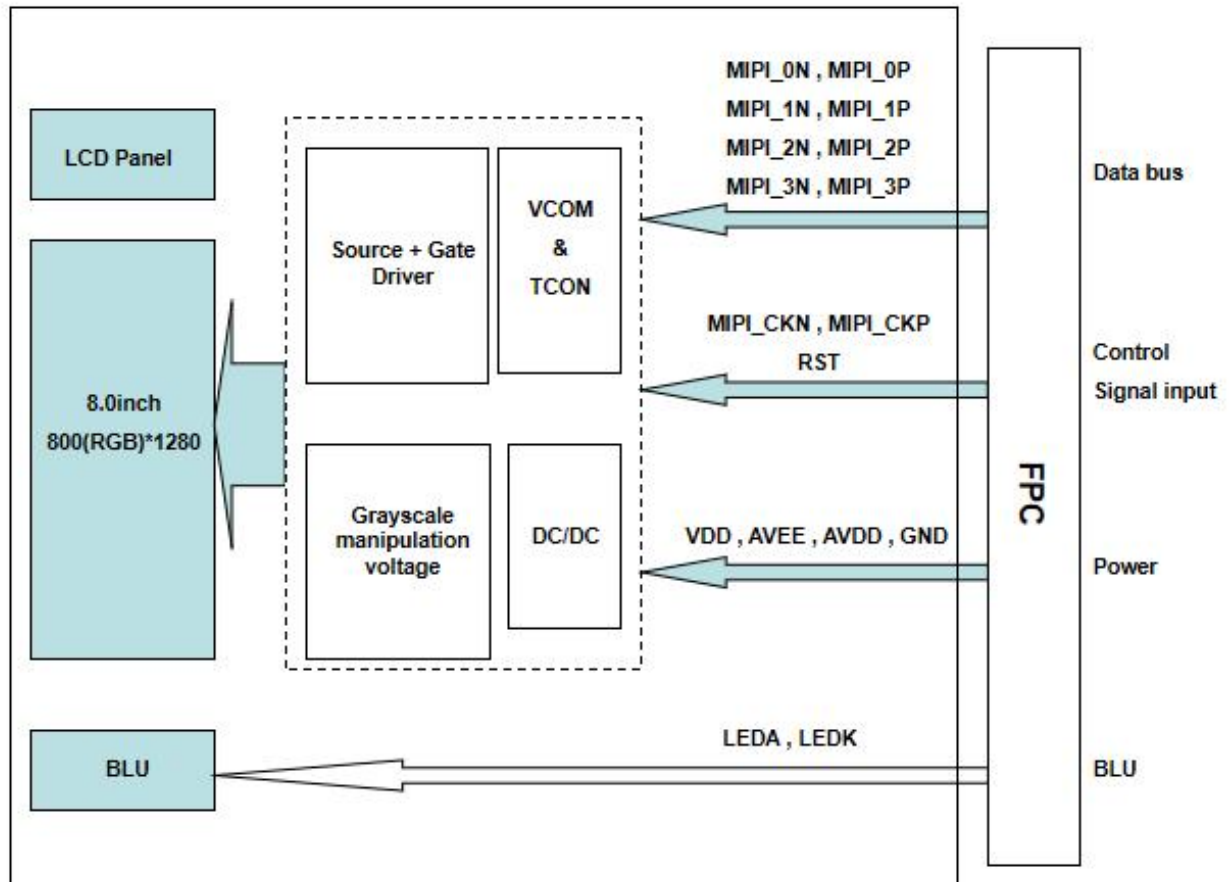 MIPI_0N , MIPI_0P
MIPI_1N , MIPI_1P
MIPI_2N , MIPI_2P
MIPI_3N , MIPI_3P
Data bus
LCD Panel
VCOM
&
TCON
Source + Gate
Driver
MIPI_CKN , MIPI_CKP
RST
Control
Signal input
8.0inch
800(RGB)*1280
FPC
Grayscale
manipulation
voltage
DC/DC
VDD , AVEE , AVDD , GND
Power
LEDA , LEDK
BLU
BLU